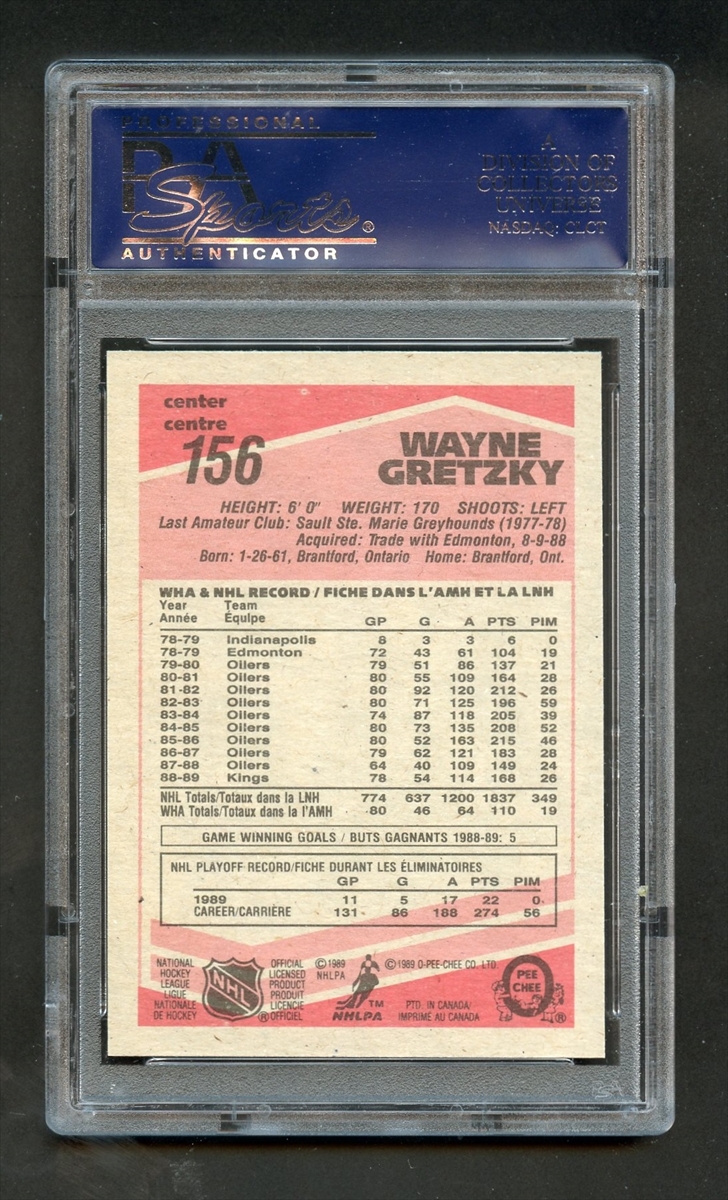 PROFESSIONAL
PSA
Sports®
AUTHENTICATOR
A
DIVISION OF
COLLECTORS
UNIVERSE
NASDAQ: CLCT
center
centre
156
WAYNE
GRETZKY
HEIGHT: 6' 0" WEIGHT: 170 SHOOTS: LEFT
Last Amateur Club: Sault Ste. Marie Greyhounds (1977-78)
Acquired: Trade with Edmonton, 8-9-88
Born: 1-26-61, Brantford, Ontario Home: Brantford, Ont.
WHA & NHL RECORD / FICHE DANS L'AMH ET LA LNH
Year Team
Année Équipe GP G A PTS PIM
78-79 Indianapolis 8 3 3 6 0
78-79 Edmonton 72 43 61 104 19
79-80 Oilers 79 51 86 137 21
80-81 Oilers 80 55 109 164 28
81-82 Oilers 80 92 120 212 26
82-83 Oilers 80 71 125 196 59
83-84 Oilers 74 87 118 205 39
84-85 Oilers 80 73 135 208 52
85-86 Oilers 80 52 163 215 46
86-87 Oilers 79 62 121 183 28
87-88 Oilers 64 40 109 149 24
88-89 Kings 78 54 114 168 26
NHL Totals/Totaux dans la LNH 774 637 1200 1837 349
WHA Totals/Totaux dans la l'AMH 80 46 64 110 19
GAME WINNING GOALS / BUTS GAGNANTS 1988-89: 5
NHL PLAYOFF RECORD/FICHE DURANT LES ÉLIMINATOIRES
GP G A PTS PIM
1989 11 5 17 22 0
CAREER/CARRIÈRE 131 86 188 274 56
NATIONAL
HOCKEY
LEAGUE
LIGUE
NATIONALE
DE HOCKEY
NHL
OFFICIAL
LICENSED
PRODUCT
PRODUIT
LICENCIÉ
® OFFICIEL
©1989
NHLPA
TM
NHLPA
©1989 O-PEE-CHEE CO. LTD.
PTD. IN CANADA
IMPRIMÉ AU CANADA
PEE
CHEE
®
PSA